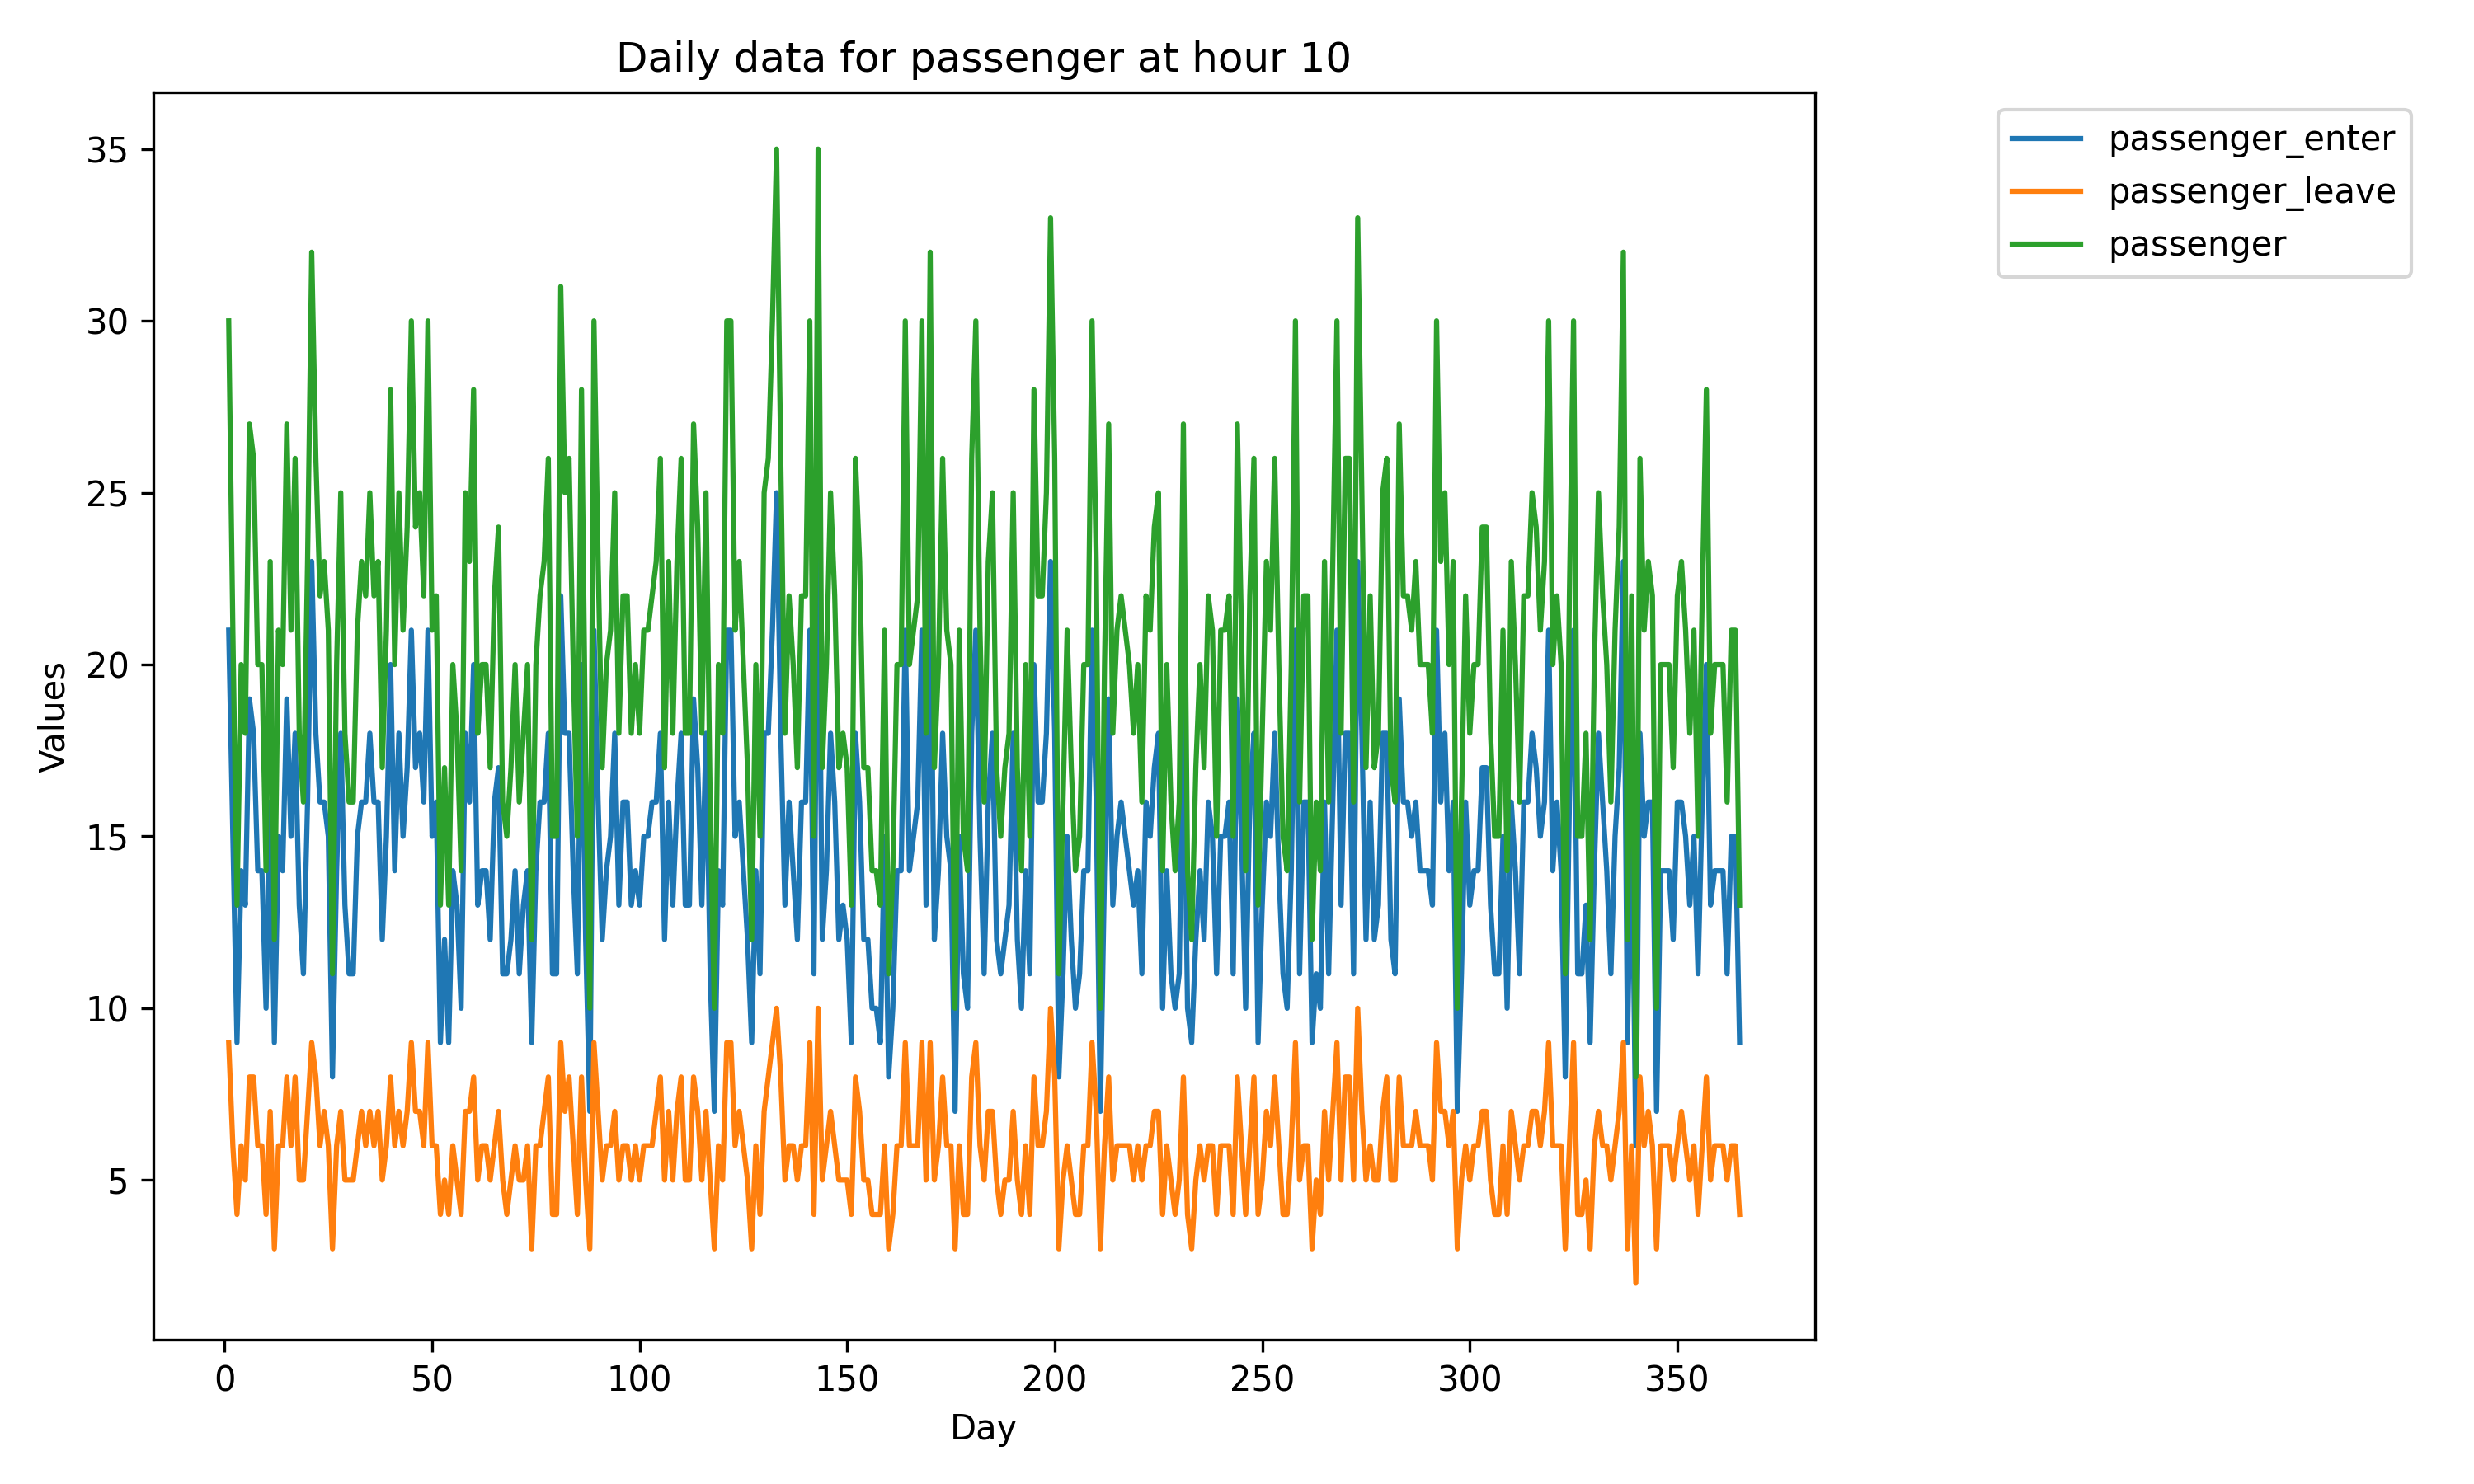 Daily data for passenger at hour 10
passenger_enter
passenger_leave
passenger
35
30
25
20
15
10
5
Values
0 50 100 150 200 250 300 350
Day